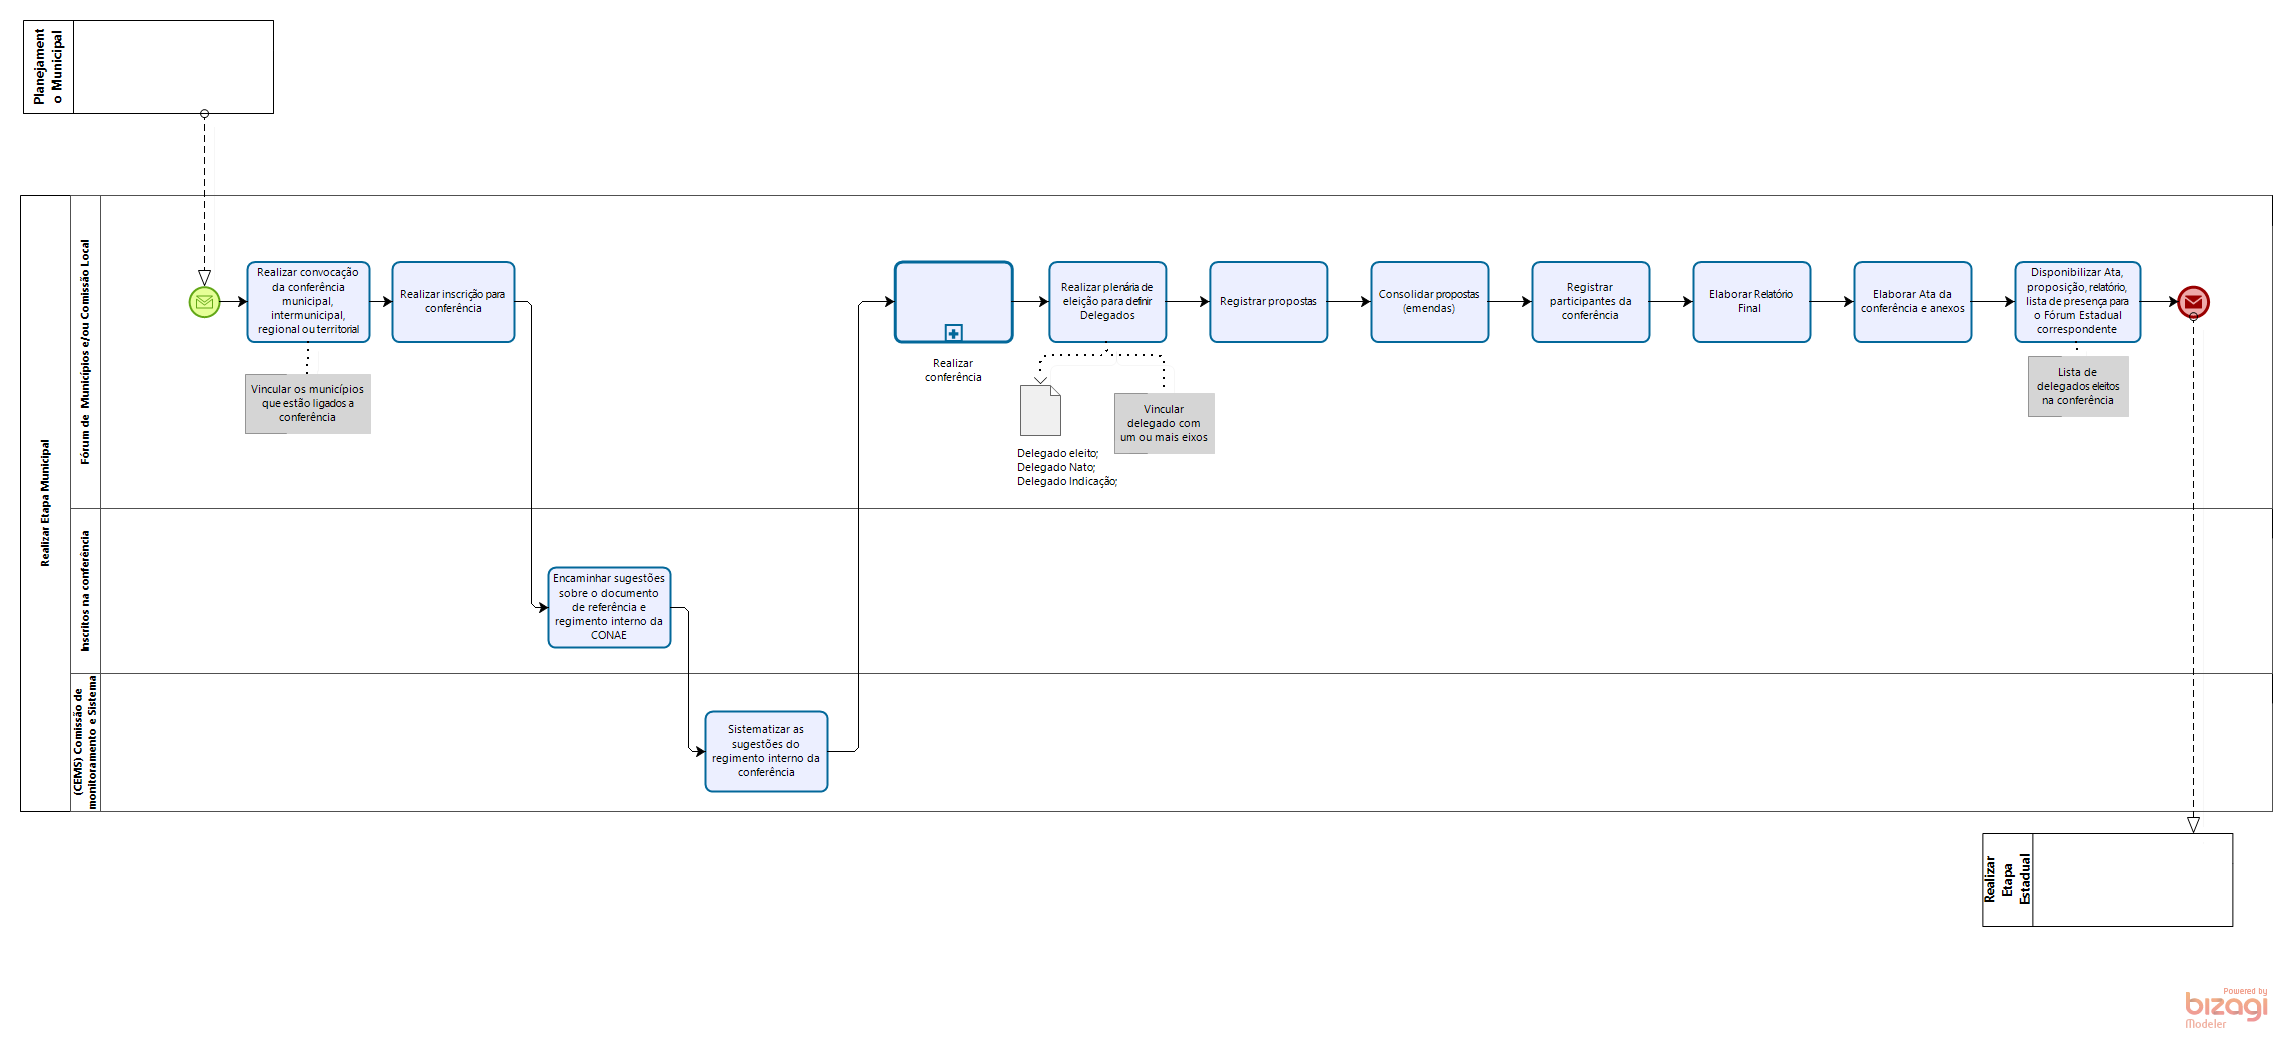 Planejament
o Municipal
Realizar Etapa Municipal
Fórum de Municípios e/ou Comissão Local
Realizar convocação
da conferência
municipal,
intermunicipal,
regional ou territorial
Vincular os municípios
que estão ligados a
conferência
Realizar inscrição para
conferência
Realizar
conferência
Realizar plenária de
eleição para definir
Delegados
Delegado eleito;
Delegado Nato;
Delegado Indicação;
Vincular
delegado com
um ou mais eixos
Registrar propostas
Consolidar propostas
(emendas)
Registrar
participantes da
conferência
Elaborar Relatório
Final
Elaborar Ata da
conferência e anexos
Disponibilizar Ata,
proposição, relatório,
lista de presença para
o Fórum Estadual
correspondente
Lista de
delegados eleitos
na conferência
Inscritos na conferência
Encaminhar sugestões
sobre o documento
de referência e
regimento interno da
CONAE
(CEMS) Comissão de
monitoramento e Sistema
Sistematizar as
sugestões do
regimento interno da
conferência
Realizar
Etapa
Estadual
Powered by
bizagi
Modeler